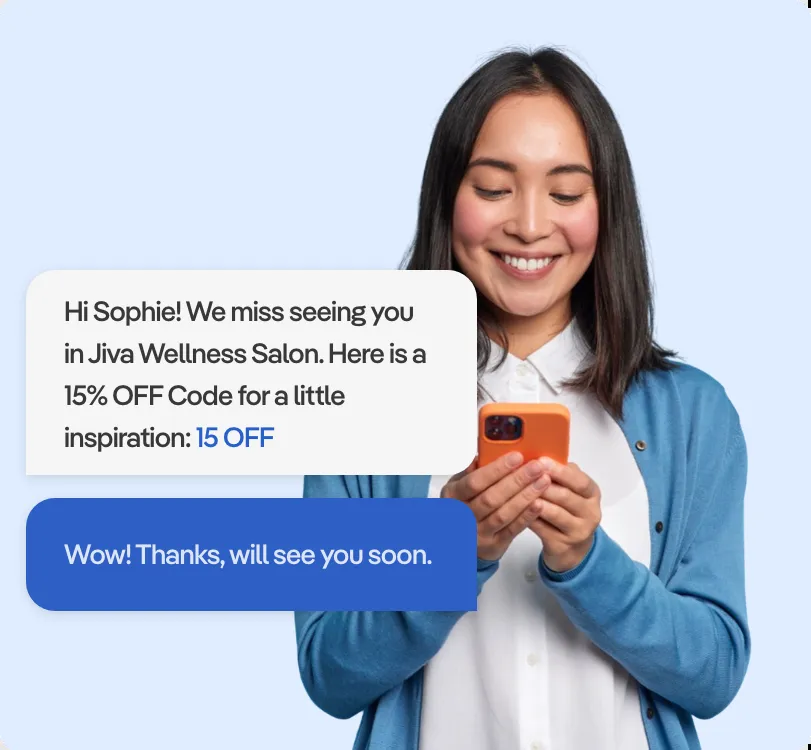 Hi Sophie! We miss seeing you
in Jiva Wellness Salon. Here is a
15% OFF Code for a little
inspiration: 15 OFF
Wow! Thanks, will see you soon.